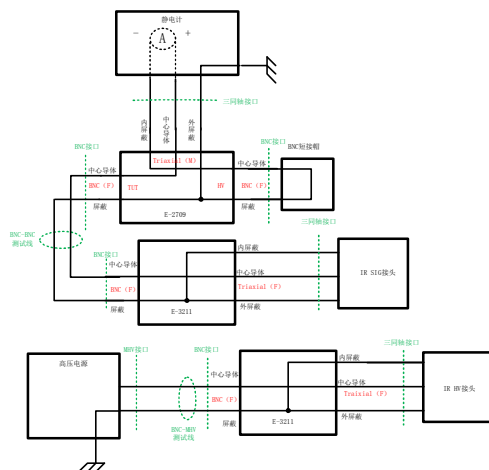 静电计
－ A ＋
三同轴接口
内屏蔽
中心导体
外屏蔽
BNC接口
BNC接口
BNC短接帽
Triaxial（M）
中心导体
中心导体
BNC（F）
TUT
HV
BNC（F）
屏蔽
屏蔽
E-2709
三同轴接口
BNC-BNC
测试线
内屏蔽
BNC接口
中心导体
中心导体
IR SIG接头
BNC（F）
Triaxial（F）
屏蔽
外屏蔽
E-3211
三同轴接口
MHV接口
BNC接口
内屏蔽
高压电源
中心导体
中心导体
IR HV接头
BNC（F）
Traixial（F）
屏蔽
外屏蔽
E-3211
BNC-MHV
测试线